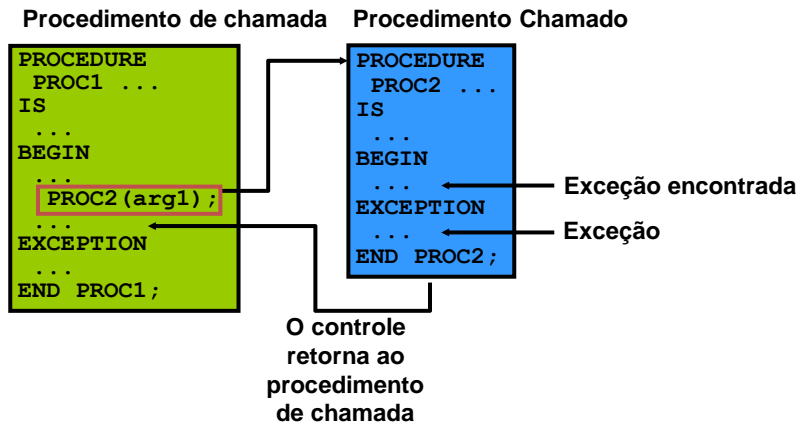 Procedimento de chamada
PROCEDURE
PROC1 ...
IS
...
BEGIN
...
PROC2(arg1);
...
EXCEPTION
...
END PROC1;
Procedimento Chamado
PROCEDURE
PROC2 ...
IS
...
BEGIN
...
EXCEPTION
...
END PROC2;
Exceção encontrada
Exceção
O controle
retorna ao
procedimento
de chamada